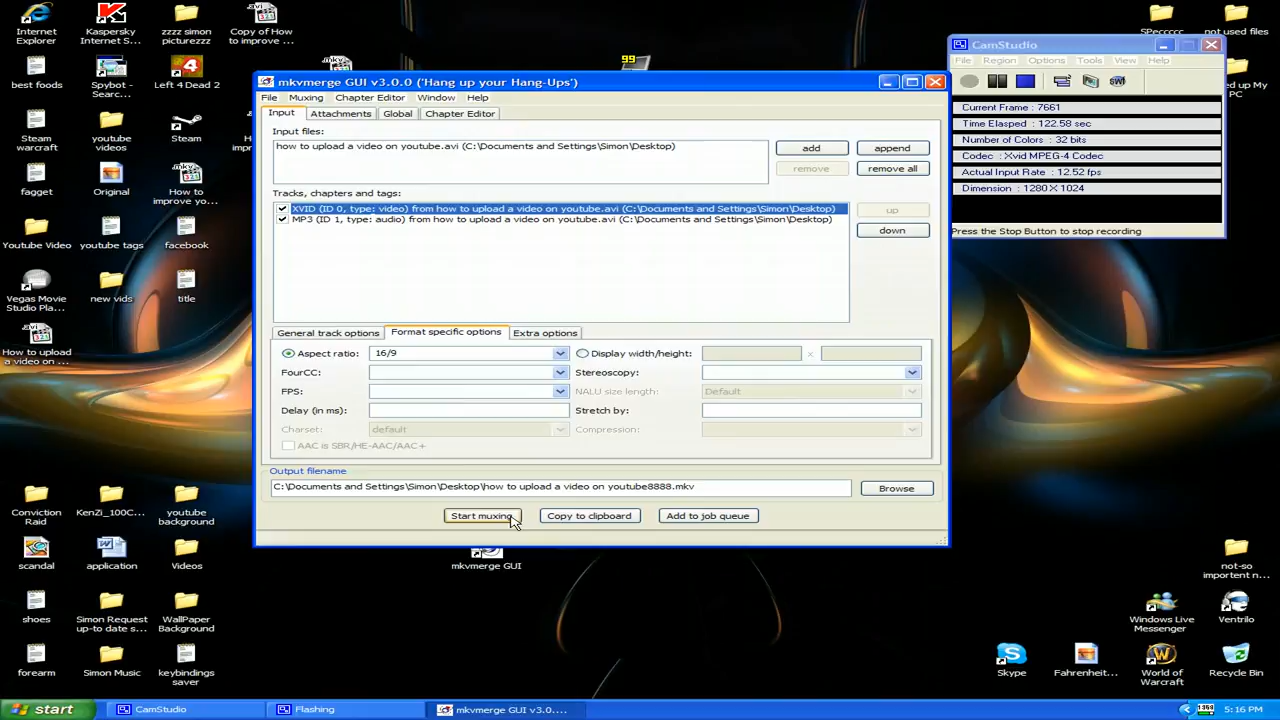 Internet Explorer
Kaspersky Internet S...
zzzz simon picturezzz
Copy of How to improve ...
SPeccccc
not used files
best foods
Spybot - Searc...
Left 4 Dead 2
Steam warcraft
youtube videos
Steam
fagget
Original
How to improve yo...
Youtube Video
youtube tags
facebook
Vegas Movie Studio Pla...
new vids
title
How to upload a video on ...
Conviction Raid
KenZi_100C...
youtube background
scandal
application
Videos
shoes
Simon Request up-to date s...
WallPaper Background
forearm
Simon Music
keybindings saver
99
mkvmerge GUI v3.0.0 ('Hang up your Hang-Ups')
File Muxing Chapter Editor Window Help
Input Attachments Global Chapter Editor
Input files:
how to upload a video on youtube.avi (C:\Documents and Settings\Simon\Desktop)
add append
remove remove all
Tracks, chapters and tags:
XVID (ID 0, type: video) from how to upload a video on youtube.avi (C:\Documents and Settings\Simon\Desktop)
MP3 (ID 1, type: audio) from how to upload a video on youtube.avi (C:\Documents and Settings\Simon\Desktop)
up
down
General track options Format specific options Extra options
Aspect ratio: 16/9 Display width/height: x
FourCC: Stereoscopy:
FPS: NALU size length: Default
Delay (in ms): Stretch by:
Charset: default Compression:
AAC is SBR/HE-AAC/AAC+
Output filename
C:\Documents and Settings\Simon\Desktop\how to upload a video on youtube8888.mkv
Browse
Start muxing Copy to clipboard Add to job queue
mkvmerge GUI
CamStudio
File Region Options Tools View Help
Current Frame : 7661
Time Elasped : 122.58 sec
Number of Colors : 32 bits
Codec : Xvid MPEG-4 Codec
Actual Input Rate : 12.52 fps
Dimension : 1280 X 1024
Press the Stop Button to stop recording
not-so importent n...
Windows Live Messenger
Ventrilo
Skype
Fahrenheit...
World of Warcraft
Recycle Bin
start CamStudio Flashing mkvmerge GUI v3.0.... 5:16 PM